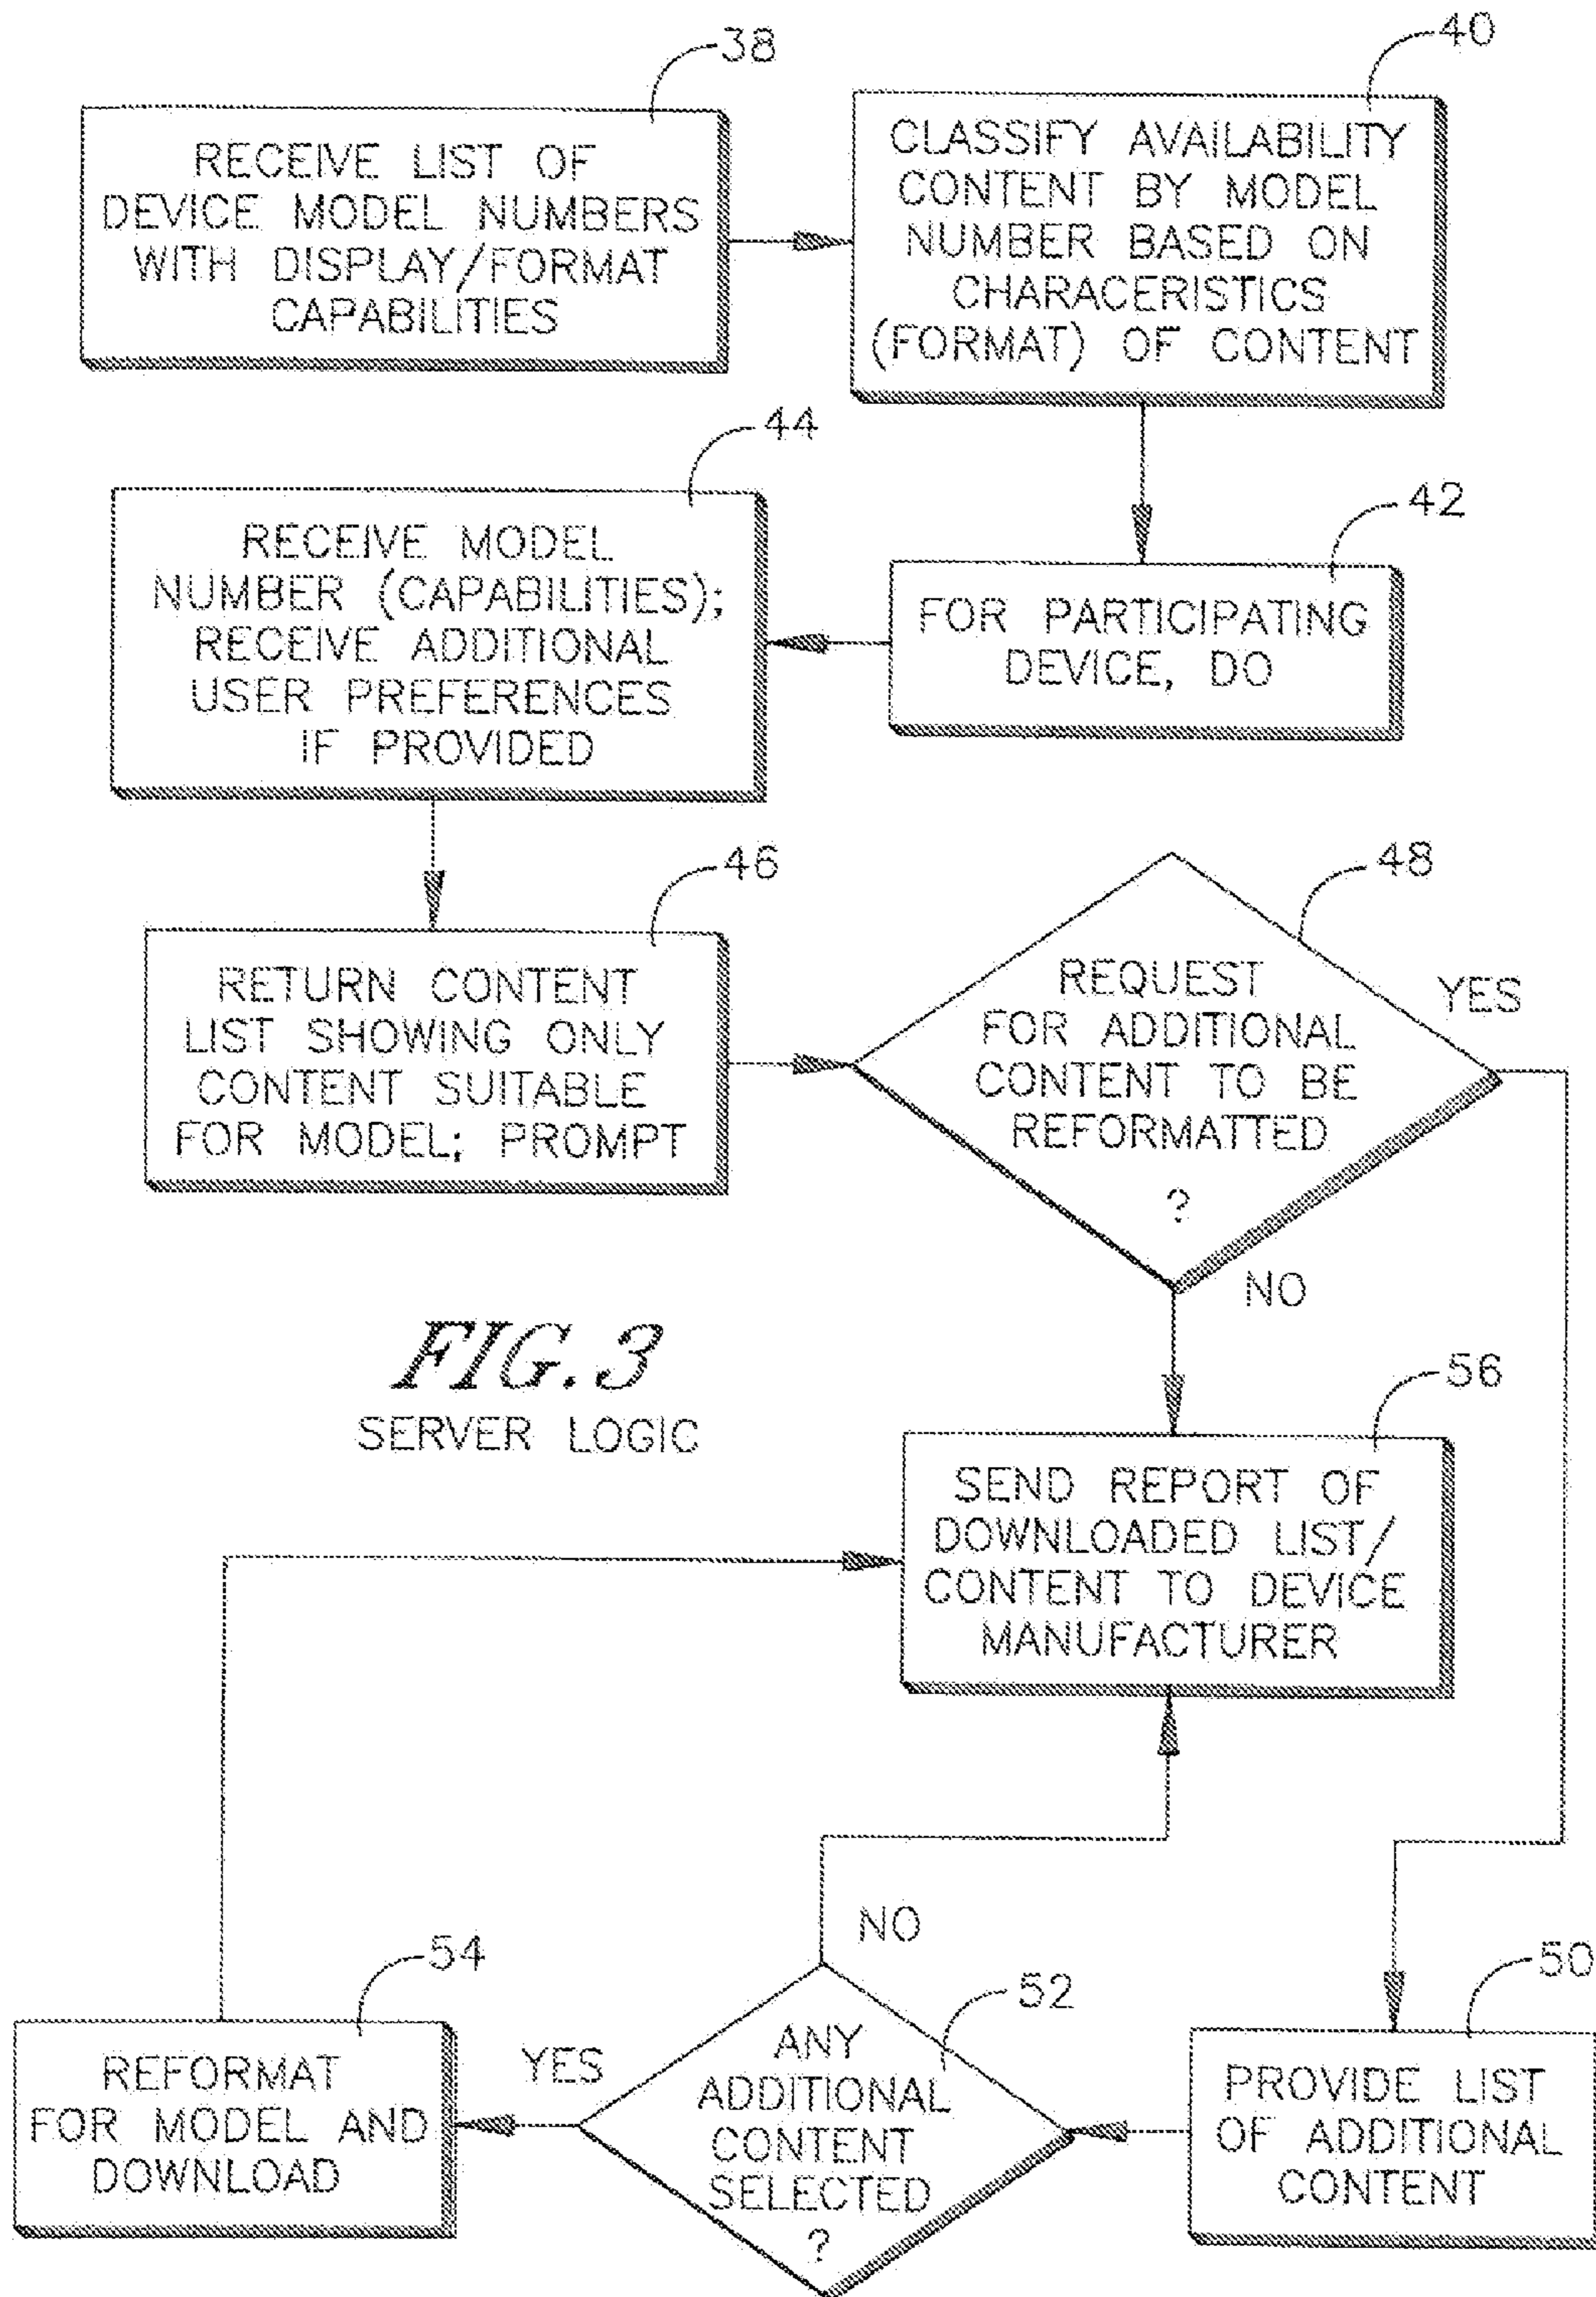 38
RECEIVE LIST OF
DEVICE MODEL NUMBERS
WITH DISPLAY/FORMAT
CAPABILITIES
40
CLASSIFY AVAILABILITY
CONTENT BY MODEL
NUMBER BASED ON
CHARACERISTICS
(FORMAT) OF CONTENT
42
FOR PARTICIPATING
DEVICE, DO
44
RECEIVE MODEL
NUMBER (CAPABILITIES);
RECEIVE ADDITIONAL
USER PREFERENCES
IF PROVIDED
46
RETURN CONTENT
LIST SHOWING ONLY
CONTENT SUITABLE
FOR MODEL; PROMPT
48
REQUEST
FOR ADDITIONAL
CONTENT TO BE
REFORMATTED
?
YES
NO
FIG. 3
SERVER LOGIC
56
SEND REPORT OF
DOWNLOADED LIST/
CONTENT TO DEVICE
MANUFACTURER
50
PROVIDE LIST
OF ADDITIONAL
CONTENT
52
ANY
ADDITIONAL
CONTENT
SELECTED
?
NO
YES
54
REFORMAT
FOR MODEL AND
DOWNLOAD